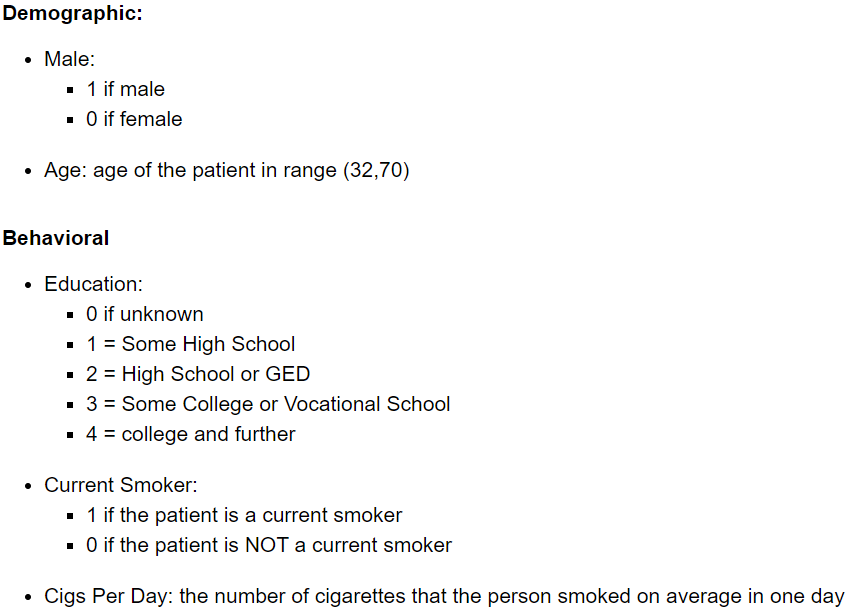 Demographic:
• Male:
▪ 1 if male
▪ 0 if female
• Age: age of the patient in range (32,70)
Behavioral
• Education:
▪ 0 if unknown
▪ 1 = Some High School
▪ 2 = High School or GED
▪ 3 = Some College or Vocational School
▪ 4 = college and further
• Current Smoker:
▪ 1 if the patient is a current smoker
▪ 0 if the patient is NOT a current smoker
• Cigs Per Day: the number of cigarettes that the person smoked on average in one day